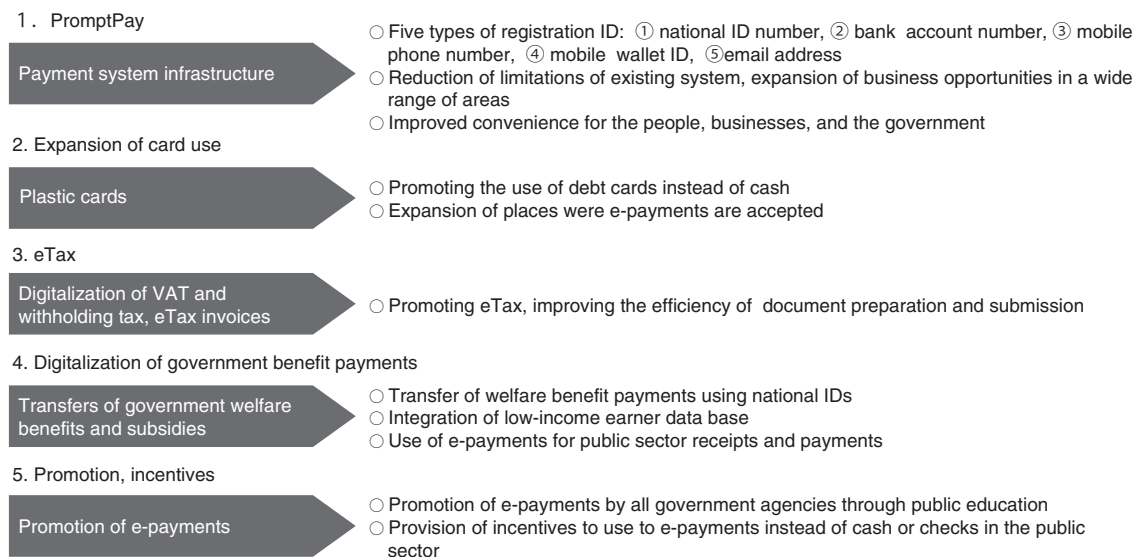 1. PromptPay
Payment system infrastructure
○ Five types of registration ID: ① national ID number, ② bank account number, ③ mobile
phone number, ④ mobile wallet ID, ⑤email address
○ Reduction of limitations of existing system, expansion of business opportunities in a wide
range of areas
○ Improved convenience for the people, businesses, and the government
2. Expansion of card use
Plastic cards
○ Promoting the use of debt cards instead of cash
○ Expansion of places were e-payments are accepted
3. eTax
Digitalization of VAT and
withholding tax, eTax invoices
○ Promoting eTax, improving the efficiency of document preparation and submission
4. Digitalization of government benefit payments
Transfers of government welfare
benefits and subsidies
○ Transfer of welfare benefit payments using national IDs
○ Integration of low-income earner data base
○ Use of e-payments for public sector receipts and payments
5. Promotion, incentives
Promotion of e-payments
○ Promotion of e-payments by all government agencies through public education
○ Provision of incentives to use to e-payments instead of cash or checks in the public
sector